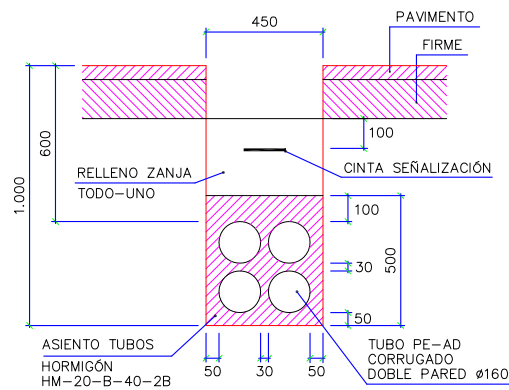 450
PAVIMENTO
FIRME
100
600
1.000
CINTA SEÑALIZACIÓN
RELLENO ZANJA
TODO-UNO
100
500
30
50
ASIENTO TUBOS
HORMIGÓN
HM-20-B-40-2B
50
30
50
TUBO PE-AD
CORRUGADO
DOBLE PARED ø160